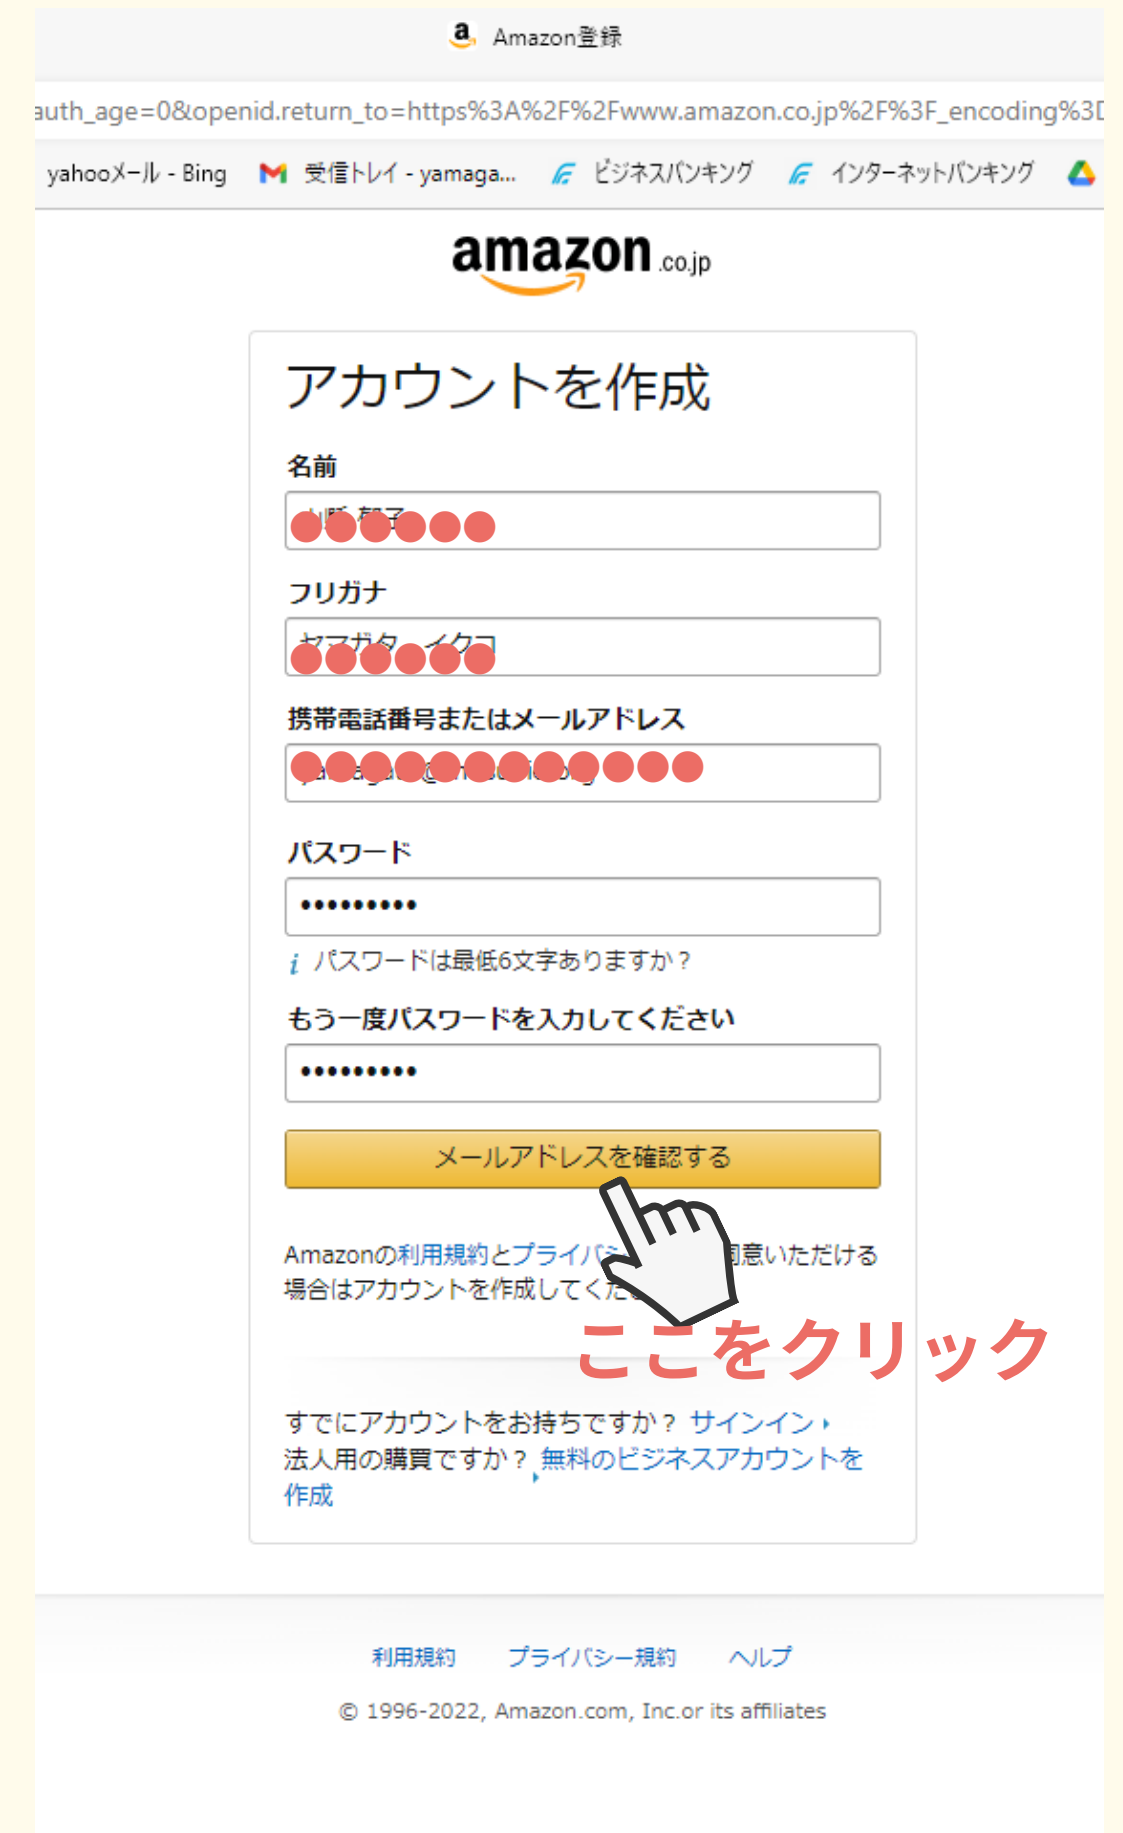 Amazon登録
auth_age=0&openid.return_to=https%3A%2F%2Fwww.amazon.co.jp%2F%3F_encoding%3D
yahooメール - Bing 受信トレイ - yamaga... ビジネスバンキング インターネットバンキング
amazon.co.jp
アカウントを作成
名前
フリガナ
携帯電話番号またはメールアドレス
パスワード
•••••••••
i パスワードは最低6文字ありますか？
もう一度パスワードを入力してください
•••••••••
メールアドレスを確認する
Amazonの利用規約とプライバシ 同意いただける
場合はアカウントを作成してくだ
ここをクリック
すでにアカウントをお持ちですか？ サインイン
法人用の購買ですか？ 無料のビジネスアカウントを
作成
利用規約 プライバシー規約 ヘルプ
© 1996-2022, Amazon.com, Inc.or its affiliates